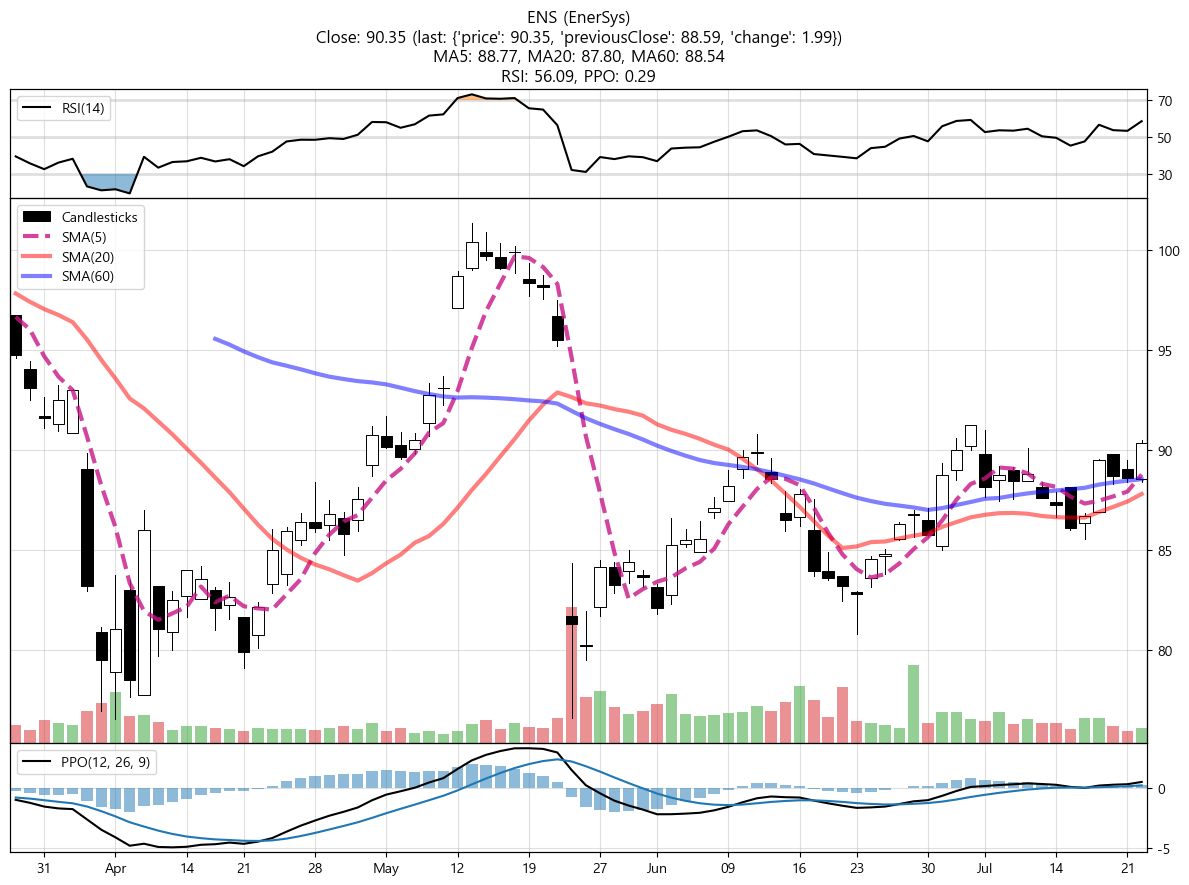 ENS (EnerSys)
Close: 90.35 (last: {'price': 90.35, 'previousClose': 88.59, 'change': 1.99})
MA5: 88.77, MA20: 87.80, MA60: 88.54
RSI: 56.09, PPO: 0.29
RSI(14)
70
50
30
Candlesticks
SMA(5)
SMA(20)
SMA(60)
100
95
90
85
80
PPO(12, 26, 9)
0
-5
31 Apr 14 21 28 May 12 19 27 Jun 09 16 23 30 Jul 14 21